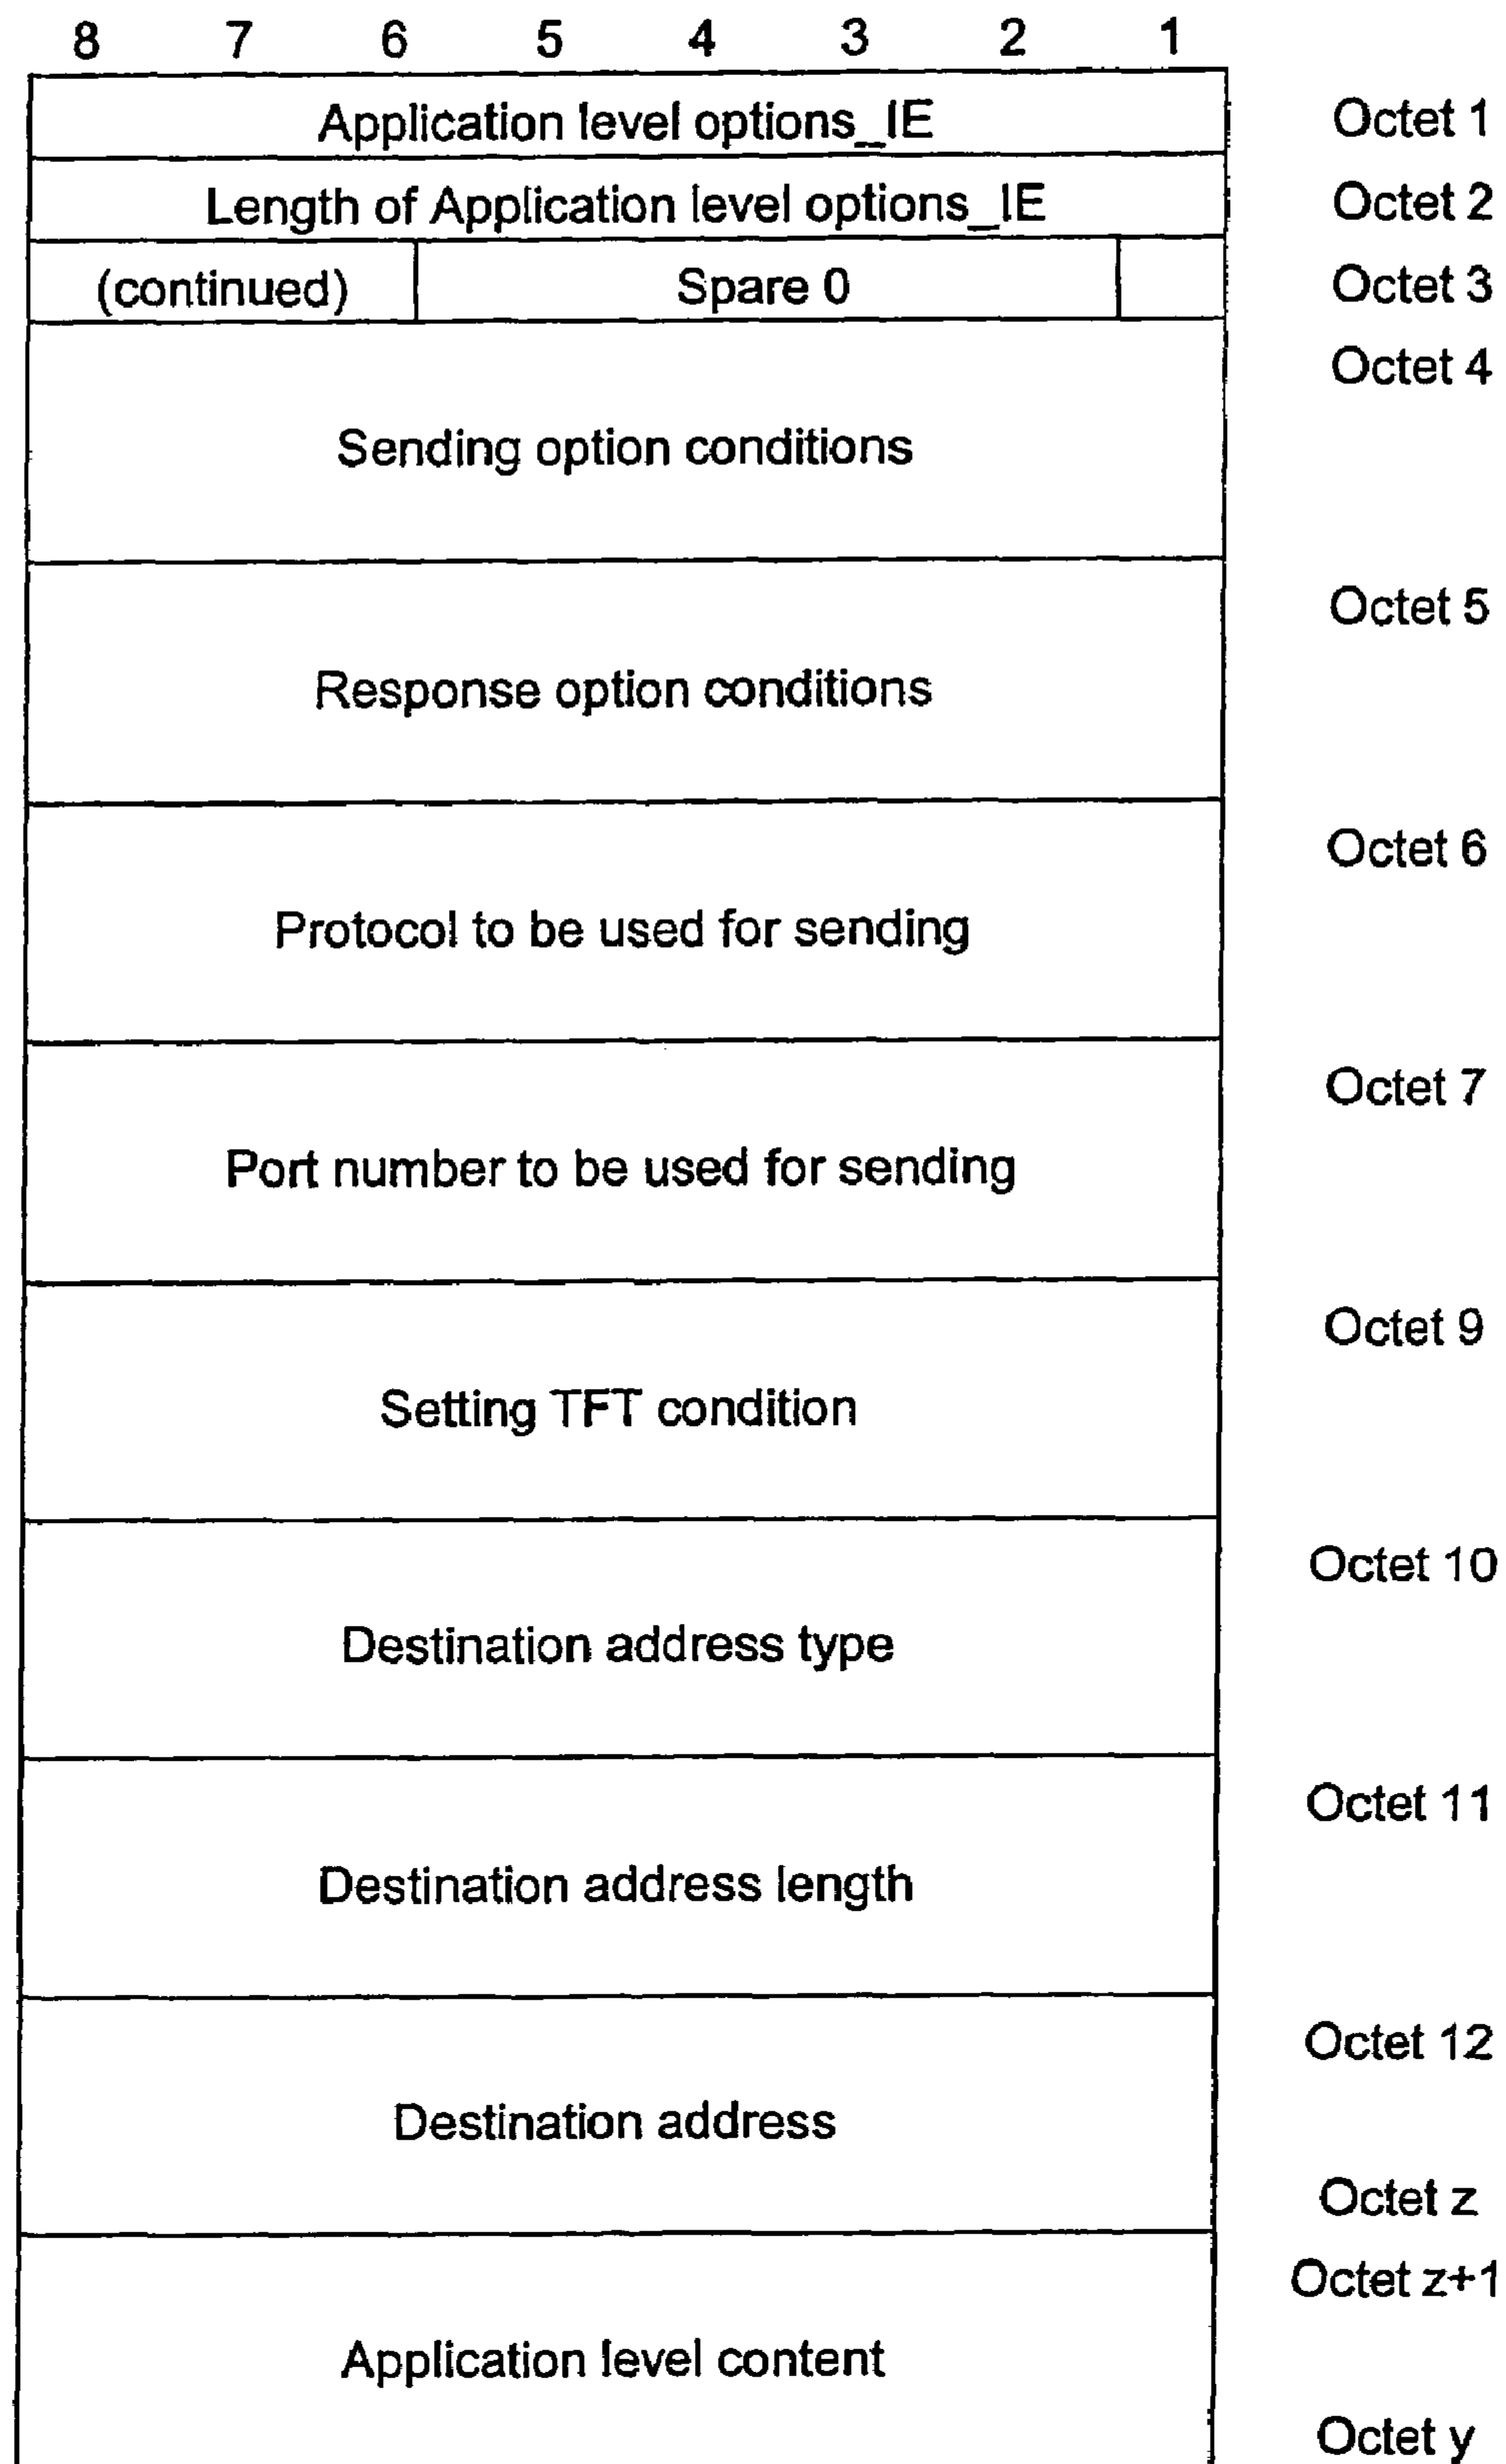 8 7 6 5 4 3 2 1
Application level options_IE Octet 1
Length of Application level options_IE Octet 2
(continued) Spare 0 Octet 3
Octet 4
Sending option conditions
Octet 5
Response option conditions
Octet 6
Protocol to be used for sending
Octet 7
Port number to be used for sending
Octet 9
Setting TFT condition
Octet 10
Destination address type
Octet 11
Destination address length
Octet 12
Destination address
Octet z
Octet z+1
Application level content
Octet y